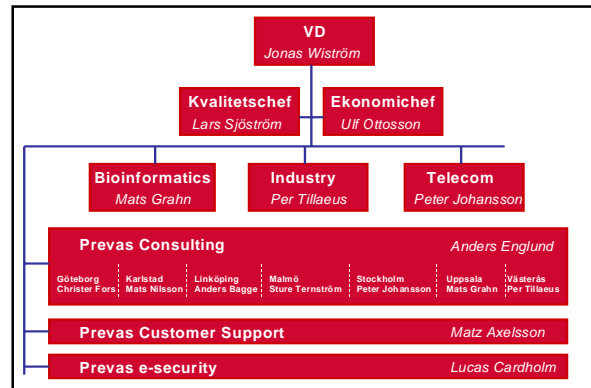 VD
Jonas Wiström
Kvalitetschef
Lars Sjöström
Ekonomichef
Ulf Ottosson
Bioinformatics
Mats Grahn
Industry
Per Tillaeus
Telecom
Peter Johansson
Prevas Consulting
Anders Englund
Göteborg
Christer Fors
Karlstad
Mats Nilsson
Linköping
Anders Bagge
Malmö
Sture Ternström
Stockholm
Peter Johansson
Uppsala
Mats Grahn
Västerås
Per Tillaeus
Prevas Customer Support
Matz Axelsson
Prevas e-security
Lucas Cardholm